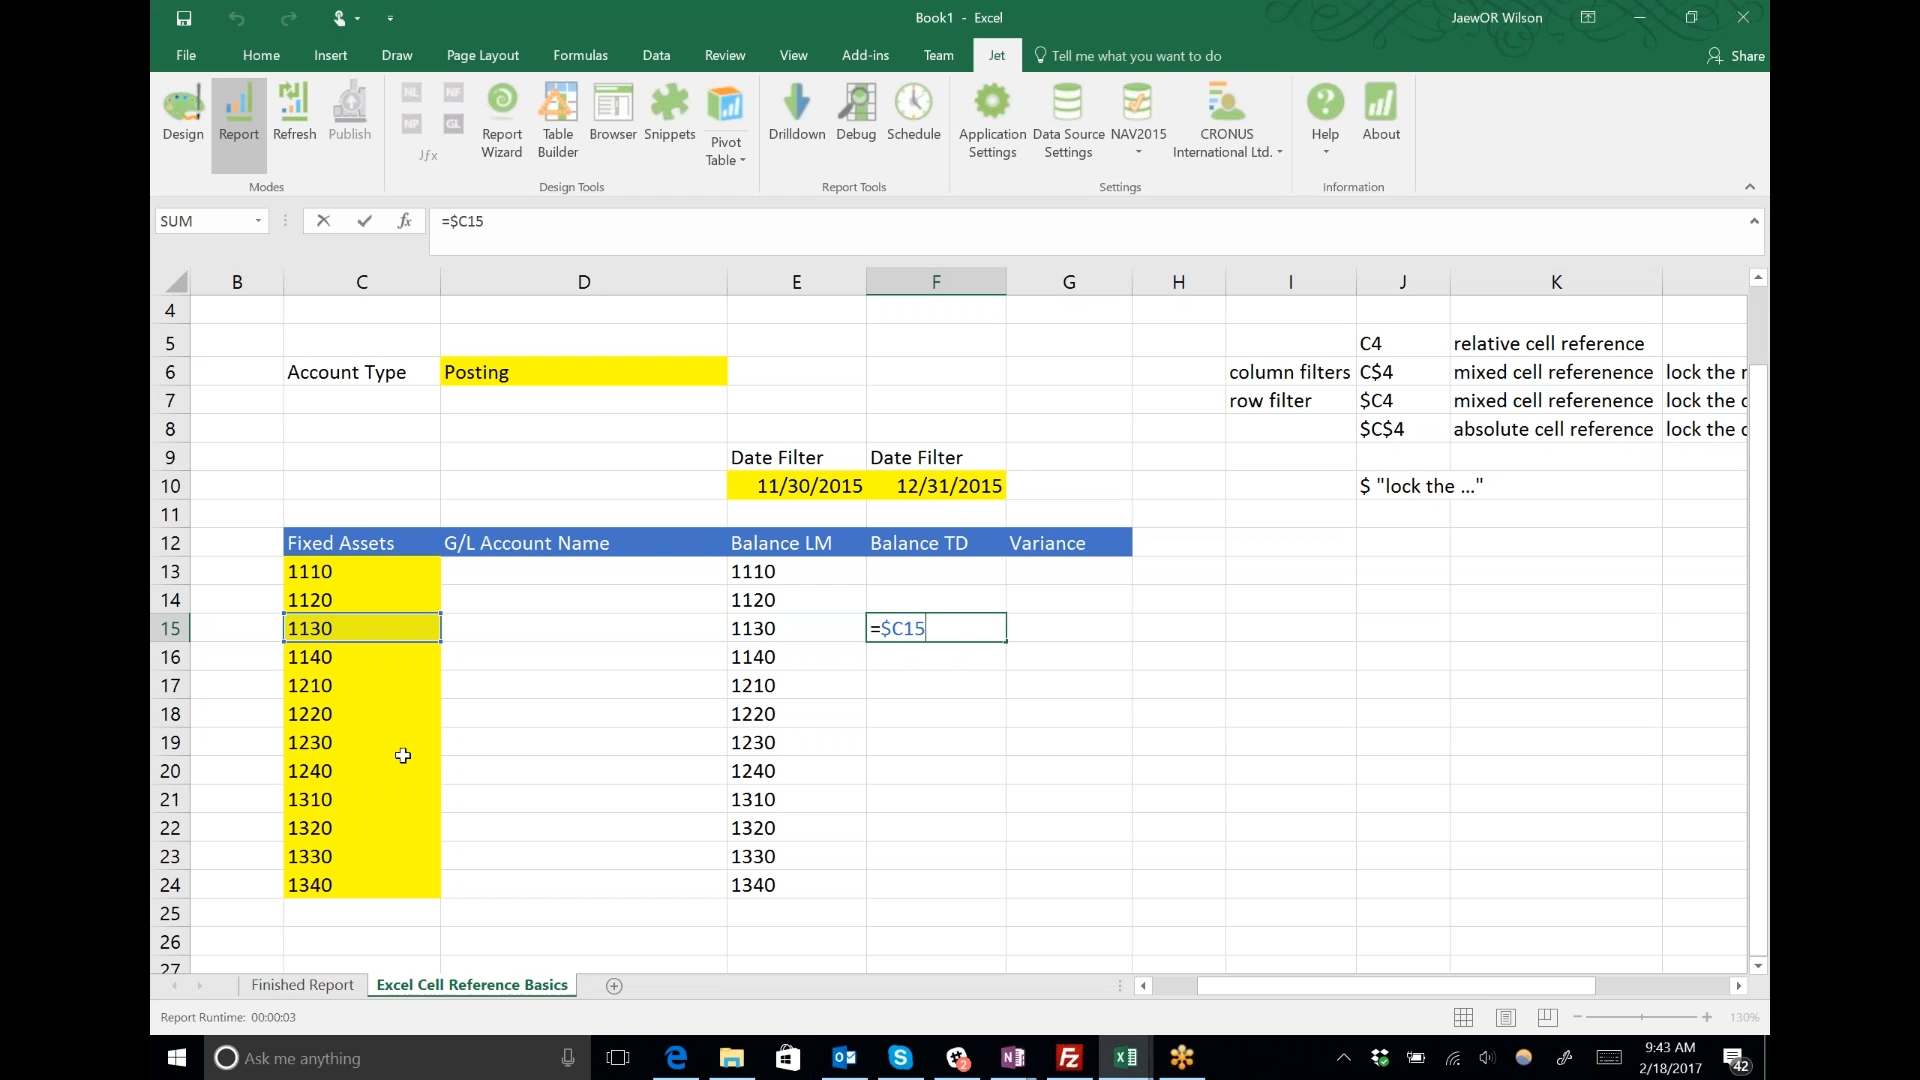 Book1 - Excel
JaewOR Wilson
File Home Insert Draw Page Layout Formulas Data Review View Add-ins Team Jet Tell me what you want to do Share
Design Report Refresh Publish
NL NF
NP GL
Jƒx
Report Wizard
Table Builder
Browser
Snippets
Pivot Table
Drilldown
Debug
Schedule
Application Settings
Data Source Settings
NAV2015
CRONUS International Ltd.
Help
About
Modes Design Tools Report Tools Settings Information
SUM fx =$C15
B C D E F G H I J K
4
5 C4 relative cell reference
6 Account Type Posting column filters C$4 mixed cell referenence lock the r
7 row filter $C4 mixed cell referenence lock the c
8 $C$4 absolute cell reference lock the c
9 Date Filter Date Filter
10 11/30/2015 12/31/2015 $ "lock the ..."
11
12 Fixed Assets G/L Account Name Balance LM Balance TD Variance
13 1110 1110
14 1120 1120
15 1130 1130 =$C15
16 1140 1140
17 1210 1210
18 1220 1220
19 1230 1230
20 1240 1240
21 1310 1310
22 1320 1320
23 1330 1330
24 1340 1340
25
26
27
Finished Report Excel Cell Reference Basics
Report Runtime: 00:00:03 130%
Ask me anything
9:43 AM
2/18/2017
42
2